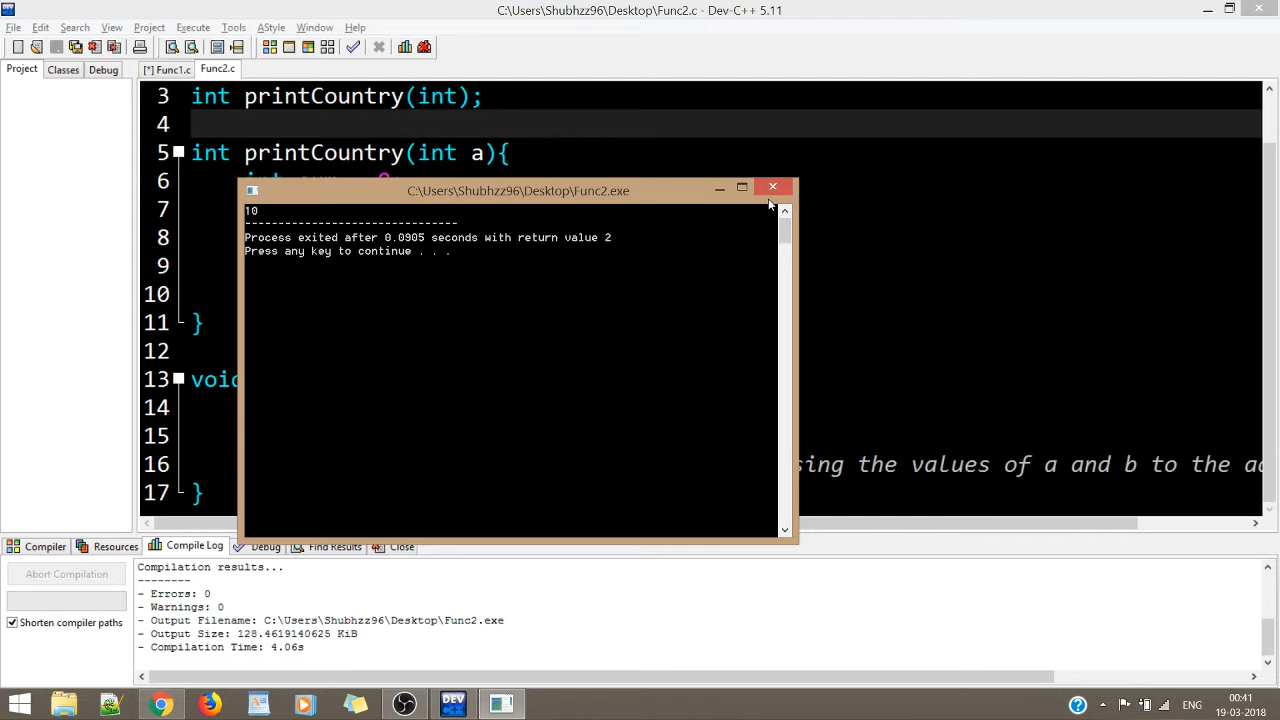 C:\Users\Shubhzz96\Desktop\Func2.c - Dev-C++ 5.11
File Edit Search View Project Execute Tools AStyle Window Help
Project Classes Debug [*] Func1.c Func2.c
3 int printCountry(int);
4
5 int printCountry(int a){
6
C:\Users\Shubhzz96\Desktop\Func2.exe
7
10
--------------------------------
8
Process exited after 0.0905 seconds with return value 2
Press any key to continue . . .
9
10
11 }
12
13 void
14
15
16 sing the values of a and b to the
17 }
Compiler Resources Compile Log Debug Find Results Close
Abort Compilation
Shorten compiler paths
Compilation results...
--------
- Errors: 0
- Warnings: 0
- Output Filename: C:\Users\Shubhzz96\Desktop\Func2.exe
- Output Size: 128.4619140625 KiB
- Compilation Time: 4.06s
DEV
ENG
00:41
19-03-2018